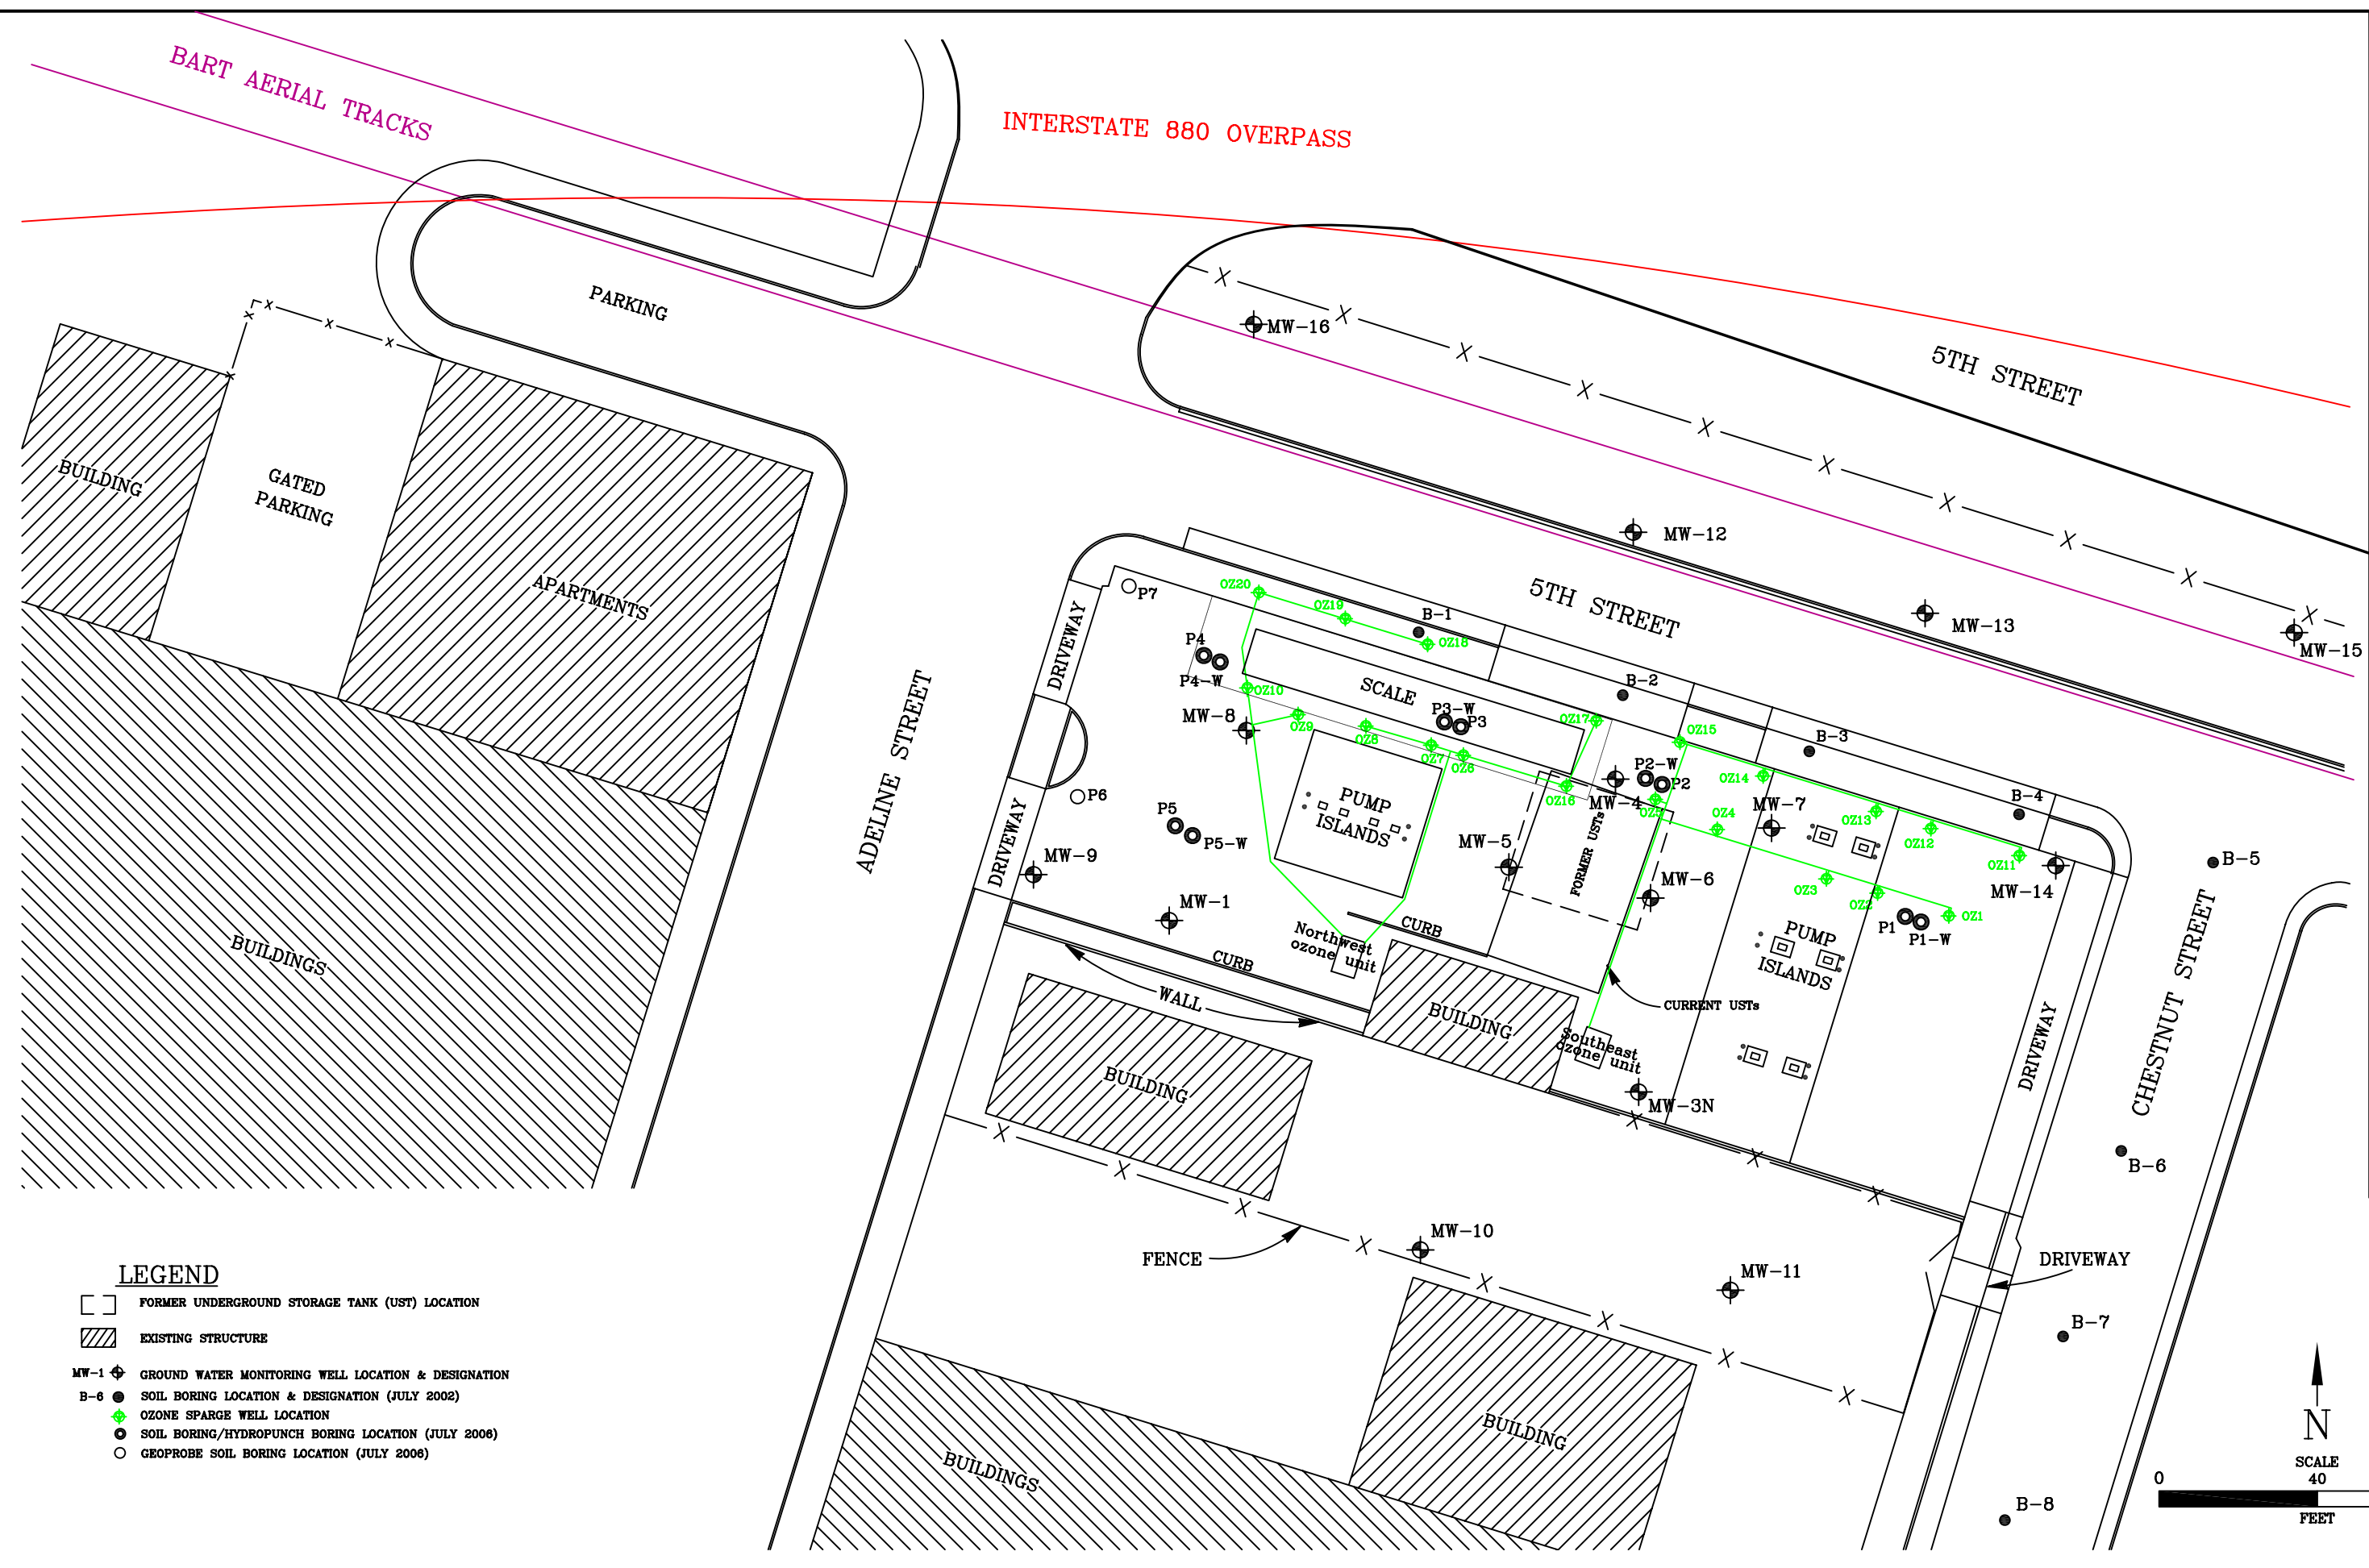 BART AERIAL TRACKS
INTERSTATE 880 OVERPASS
PARKING
MW-16
5TH STREET
BUILDING
GATED
PARKING
APARTMENTS
MW-12
MW-13
MW-15
5TH STREET
P7
OZ20
OZ19
B-1
OZ18
DRIVEWAY
P4
P4-W
OZ10
SCALE
B-2
MW-8
OZ9
OZ8
P3-W
P3
OZ7
OZ6
OZ17
OZ15
B-3
ADELINE STREET
P6
P5
P5-W
PUMP
ISLANDS
OZ16
MW-4
P2-W
P2
OZ5
OZ14
OZ4
MW-7
OZ13
OZ12
B-4
OZ11
MW-14
B-5
DRIVEWAY
MW-9
MW-1
MW-5
FORMER USTs
MW-6
OZ3
OZ2
OZ1
P1
P1-W
PUMP
ISLANDS
BUILDINGS
CURB
Northwest
ozone unit
CURB
WALL
BUILDING
CURRENT USTs
Southeast
ozone unit
CHESTNUT STREET
DRIVEWAY
BUILDING
MW-3N
B-6
MW-10
FENCE
MW-11
DRIVEWAY
B-7
BUILDING
BUILDINGS
B-8
LEGEND
FORMER UNDERGROUND STORAGE TANK (UST) LOCATION
EXISTING STRUCTURE
MW-1 GROUND WATER MONITORING WELL LOCATION & DESIGNATION
B-6 SOIL BORING LOCATION & DESIGNATION (JULY 2002)
OZONE SPARGE WELL LOCATION
SOIL BORING/HYDROPUNCH BORING LOCATION (JULY 2006)
GEOPROBE SOIL BORING LOCATION (JULY 2006)
N
SCALE
0 40
FEET